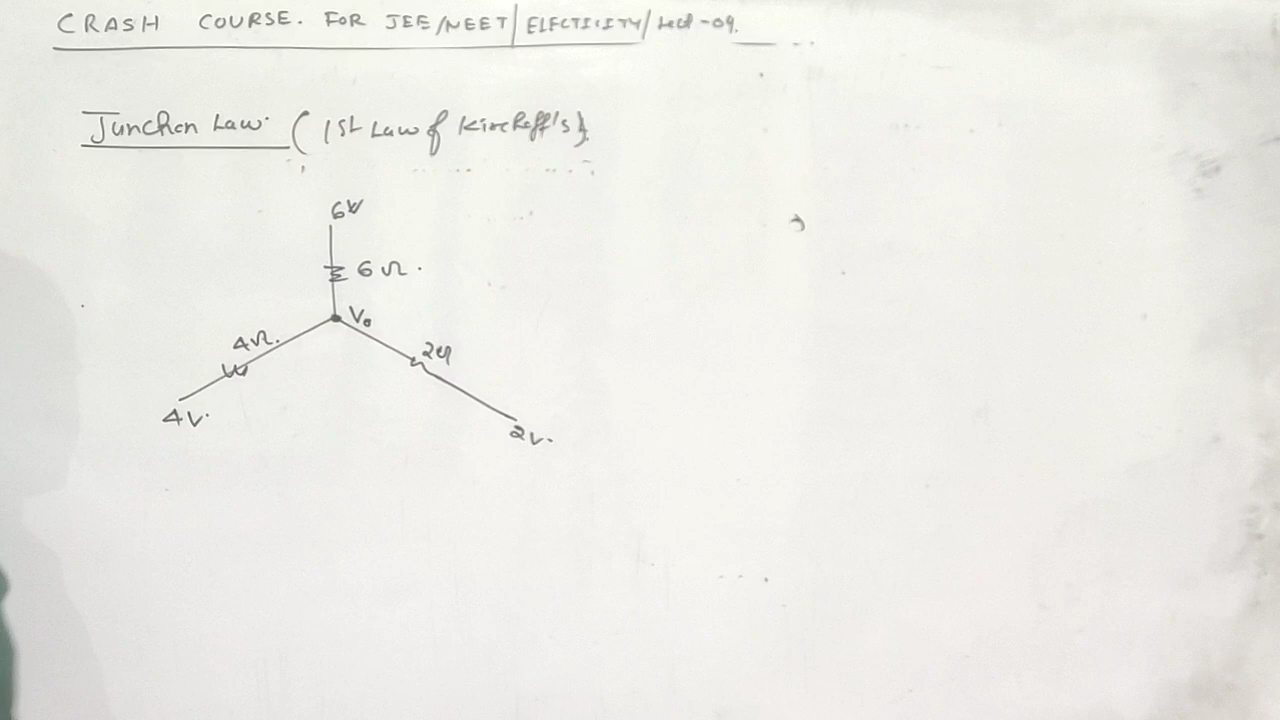 CRASH COURSE. FOR JEE/NEET/ELECTICITY/Lect-09.
Junction Law. (1st Law of Kirchoff's)
6V
6Ω.
V₀
4Ω.
2Ω
4V.
2V.